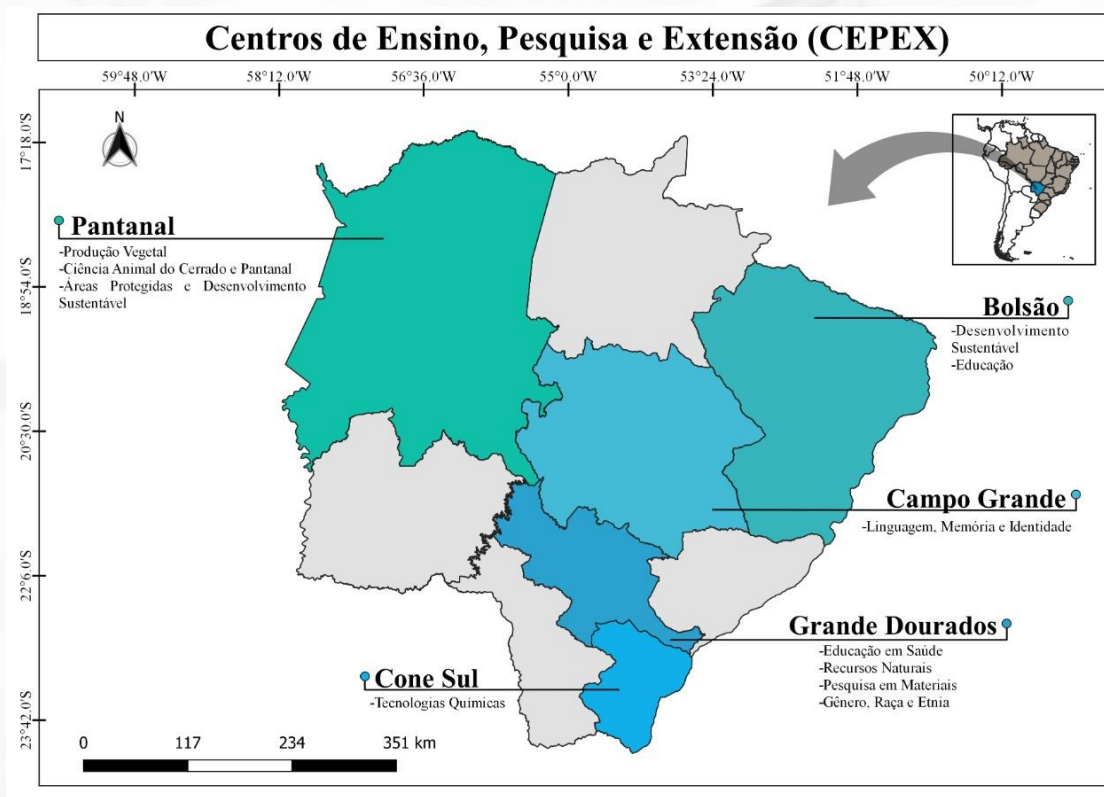 Centros de Ensino, Pesquisa e Extensão (CEPEX)
59°48.0'W 58°12.0'W 56°36.0'W 55°0.0'W 53°24.0'W 51°48.0'W 50°12.0'W
17°18.0'S
18°54.0'S
20°30.0'S
22°6.0'S
23°42.0'S
N
Pantanal
-Produção Vegetal
-Ciência Animal do Cerrado e Pantanal
-Áreas Protegidas e Desenvolvimento
Sustentável
Bolsão
-Desenvolvimento
Sustentável
-Educação
Campo Grande
-Linguagem, Memória e Identidade
Grande Dourados
-Educação em Saúde
-Recursos Naturais
-Pesquisa em Materiais
-Gênero, Raça e Etnia
Cone Sul
-Tecnologias Químicas
0 117 234 351 km